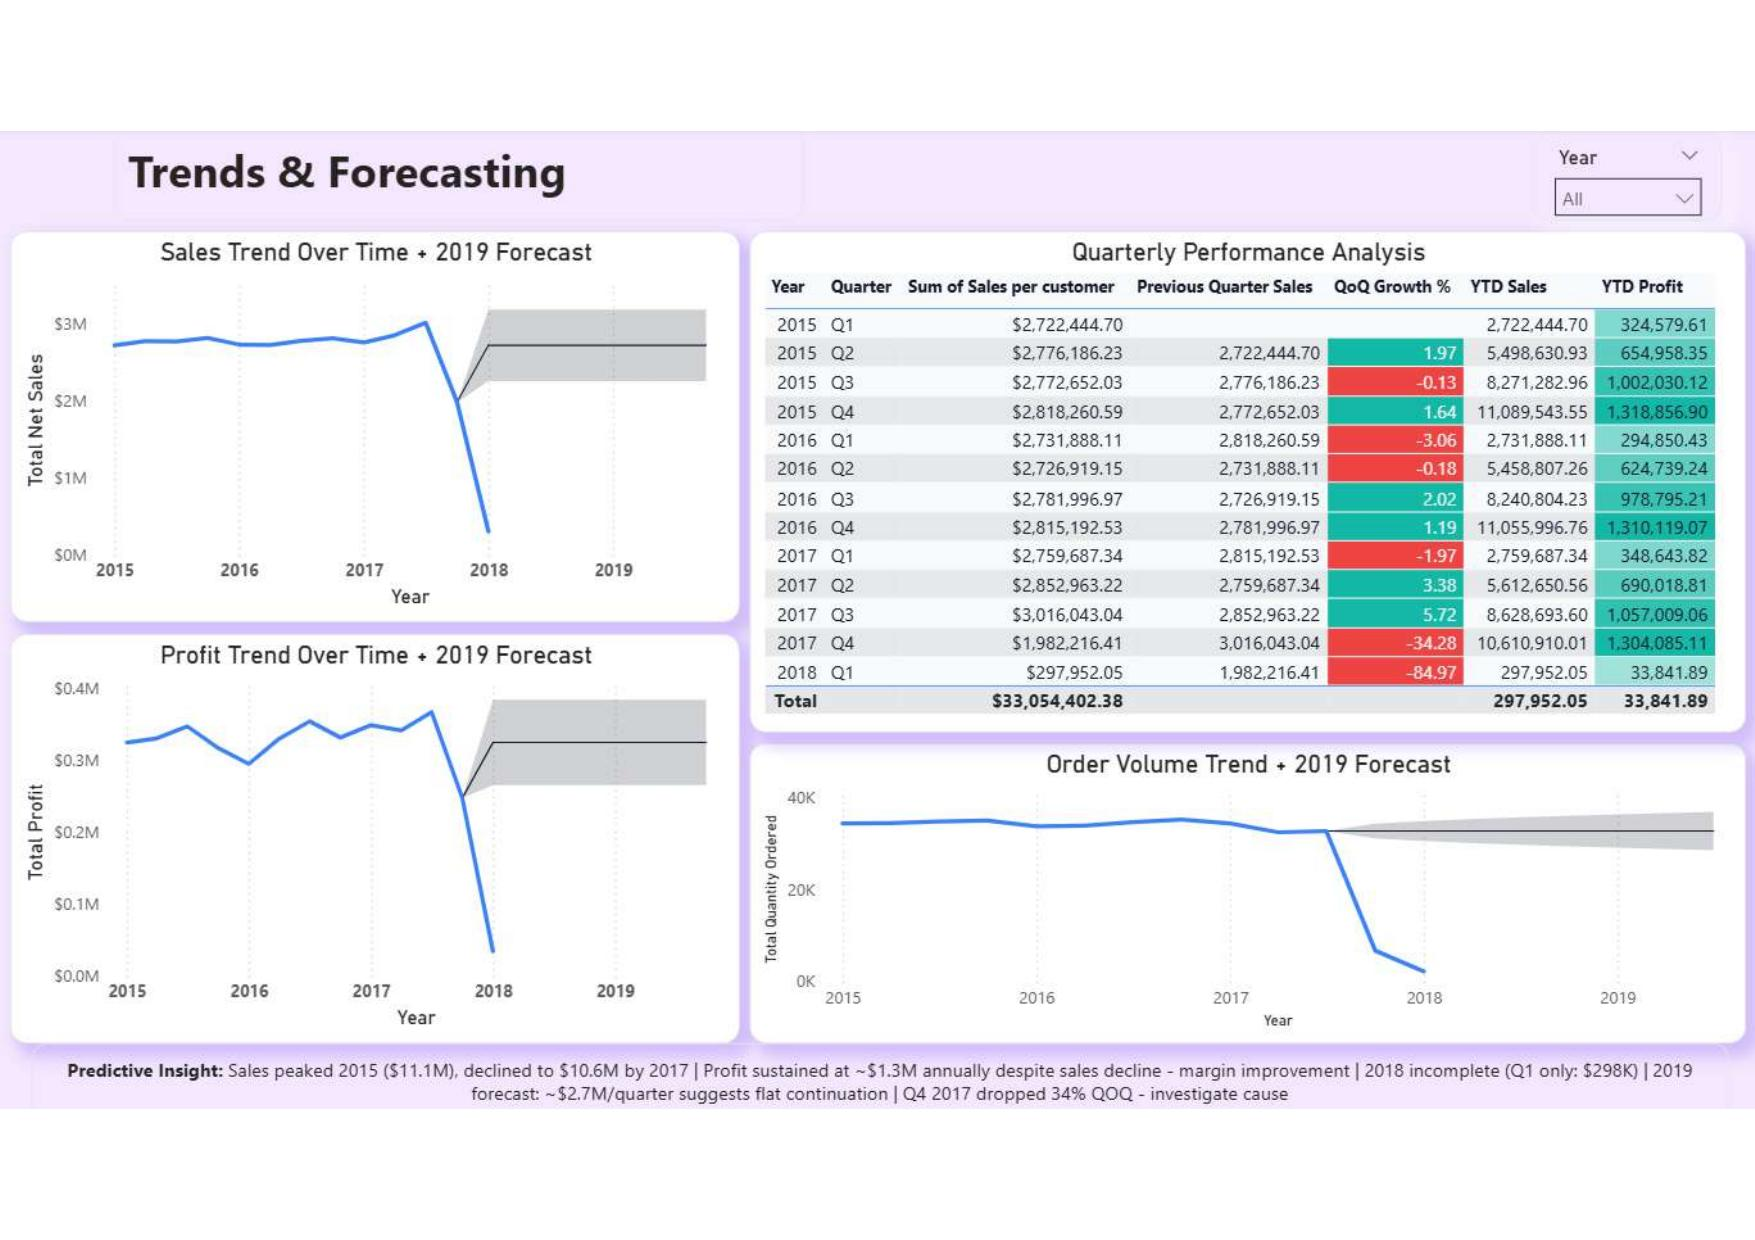 Trends & Forecasting
Year
All
Sales Trend Over Time + 2019 Forecast
Total Net Sales
$3M
$2M
$1M
$0M
2015 2016 2017 2018 2019
Year
Quarterly Performance Analysis
Year Quarter Sum of Sales per customer Previous Quarter Sales QoQ Growth % YTD Sales YTD Profit
2015 Q1 $2,722,444.70 2,722,444.70 324,579.61
2015 Q2 $2,776,186.23 2,722,444.70 1.97 5,498,630.93 654,958.35
2015 Q3 $2,772,652.03 2,776,186.23 -0.13 8,271,282.96 1,002,030.12
2015 Q4 $2,818,260.59 2,772,652.03 1.64 11,089,543.55 1,318,856.90
2016 Q1 $2,731,888.11 2,818,260.59 -3.06 2,731,888.11 294,850.43
2016 Q2 $2,726,919.15 2,731,888.11 -0.18 5,458,807.26 624,739.24
2016 Q3 $2,781,996.97 2,726,919.15 2.02 8,240,804.23 978,795.21
2016 Q4 $2,815,192.53 2,781,996.97 1.19 11,055,996.76 1,310,119.07
2017 Q1 $2,759,687.34 2,815,192.53 -1.97 2,759,687.34 348,643.82
2017 Q2 $2,852,963.22 2,759,687.34 3.38 5,612,650.56 690,018.81
2017 Q3 $3,016,043.04 2,852,963.22 5.72 8,628,693.60 1,057,009.06
2017 Q4 $1,982,216.41 3,016,043.04 -34.28 10,610,910.01 1,304,085.11
2018 Q1 $297,952.05 1,982,216.41 -84.97 297,952.05 33,841.89
Total $33,054,402.38 297,952.05 33,841.89
Profit Trend Over Time + 2019 Forecast
Total Profit
$0.4M
$0.3M
$0.2M
$0.1M
$0.0M
2015 2016 2017 2018 2019
Year
Order Volume Trend + 2019 Forecast
Total Quantity Ordered
40K
20K
0K
2015 2016 2017 2018 2019
Year
Predictive Insight: Sales peaked 2015 ($11.1M), declined to $10.6M by 2017 | Profit sustained at ~$1.3M annually despite sales decline - margin improvement | 2018 incomplete (Q1 only: $298K) | 2019
forecast: ~$2.7M/quarter suggests flat continuation | Q4 2017 dropped 34% QOQ - investigate cause